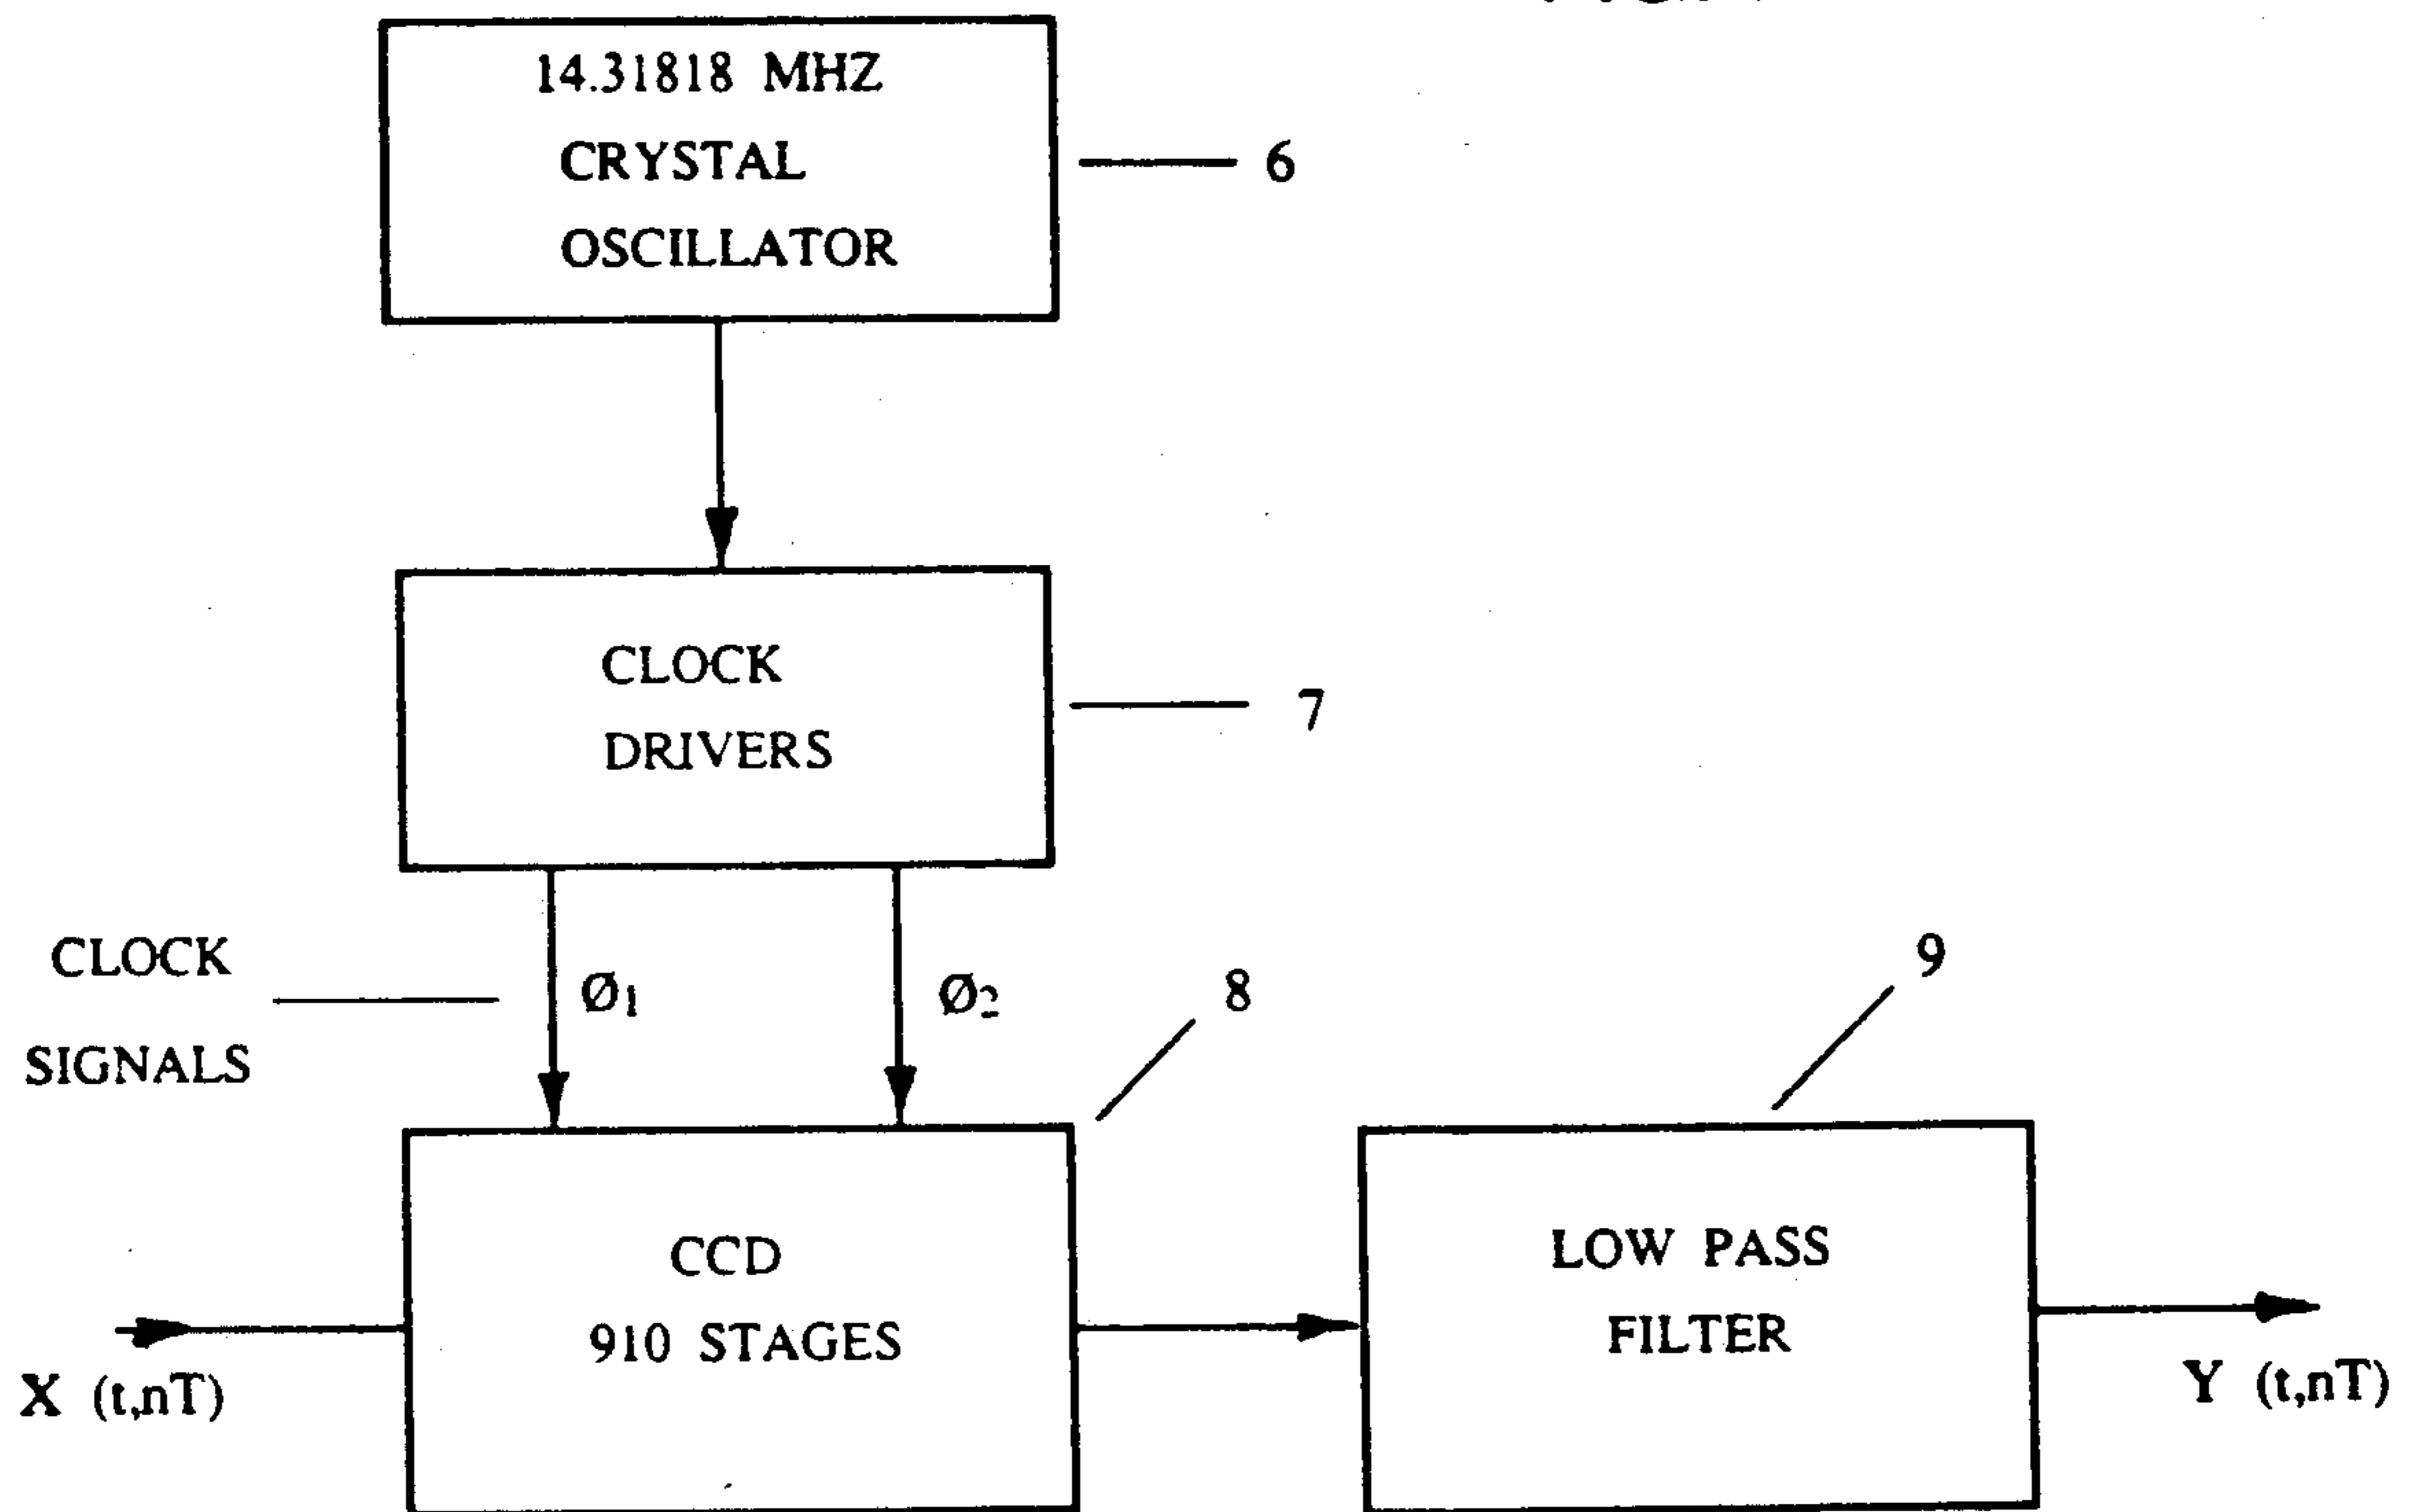 14.31818 MHZ
CRYSTAL
OSCILLATOR
6
CLOCK
DRIVERS
7
CLOCK
SIGNALS
Ø1
Ø2
8
9
CCD
910 STAGES
LOW PASS
FILTER
X (t,nT)
Y (t,nT)